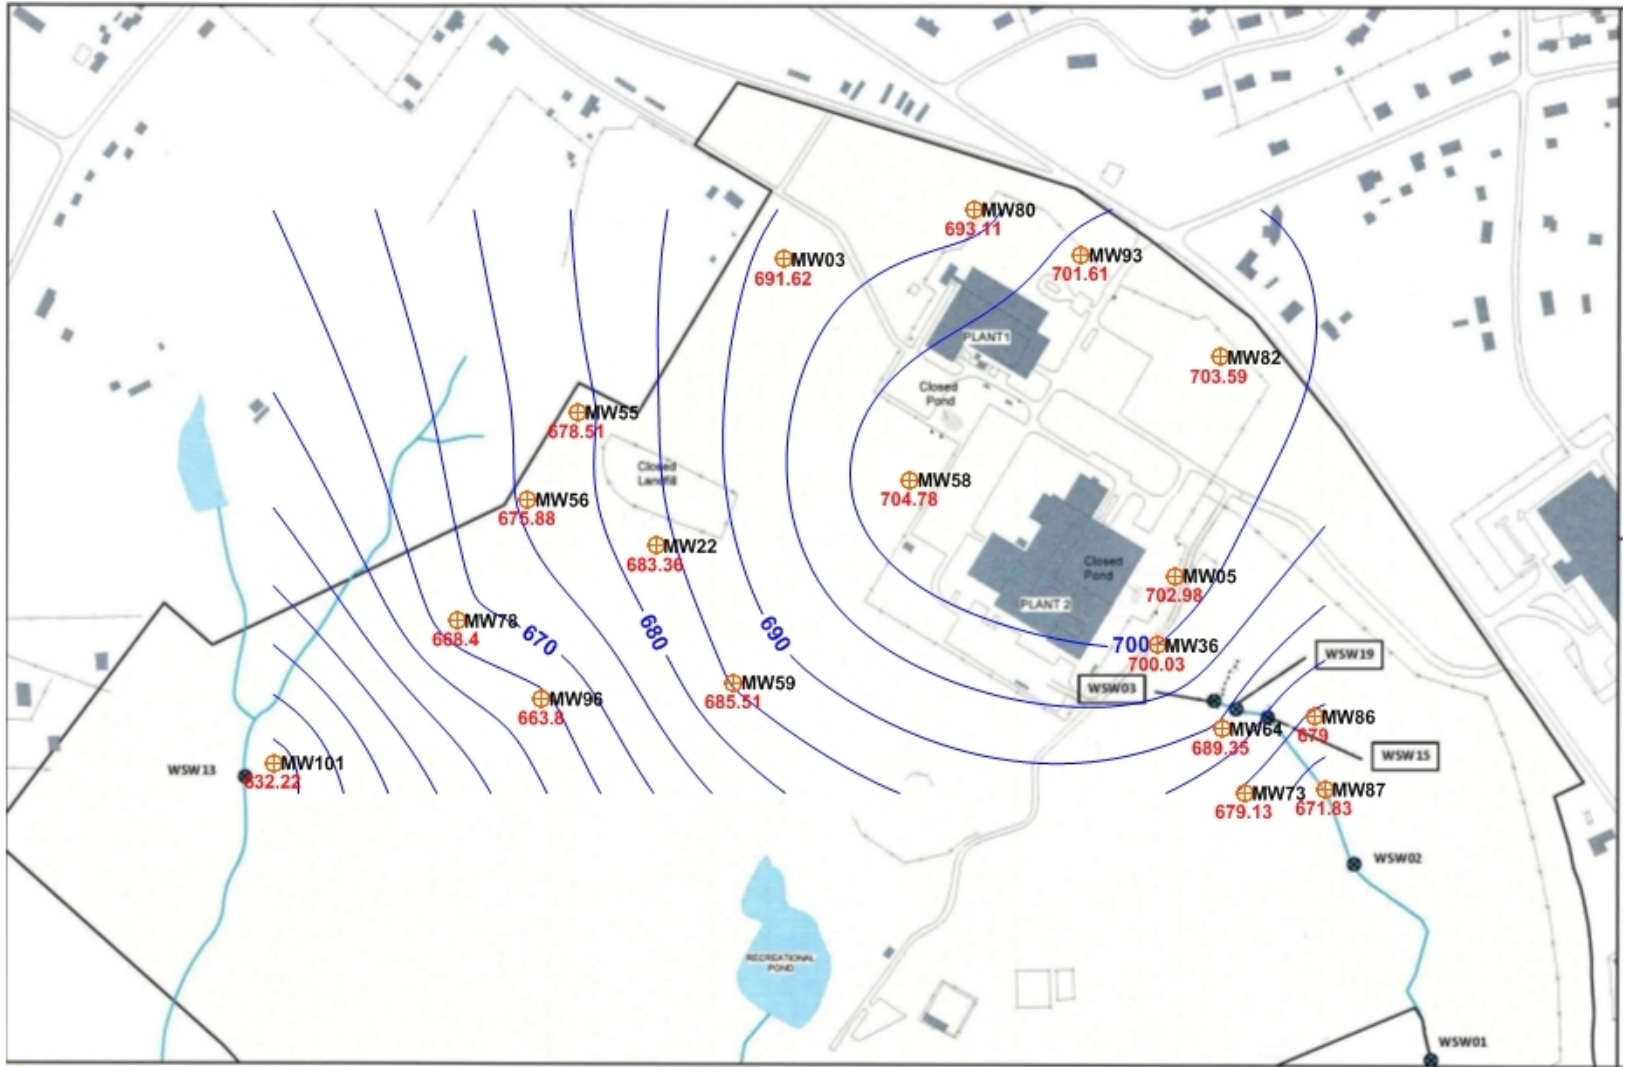 MW80
693.11
MW03
691.62
MW93
701.61
PLANT1
MW82
703.59
Closed
Pond
MW55
678.51
Closed
Landfill
MW58
704.78
MW56
675.88
MW22
683.36
Closed
Pond
MW05
702.98
PLANT 2
MW78
668.4
670
680
690
700
MW36
700.03
WSW19
WSW03
MW59
685.51
MW96
663.8
MW64
689.35
MW86
679
WSW15
WSW13
MW101
632.22
MW73
679.13
MW87
671.83
WSW02
RECREATIONAL
POND
WSW01